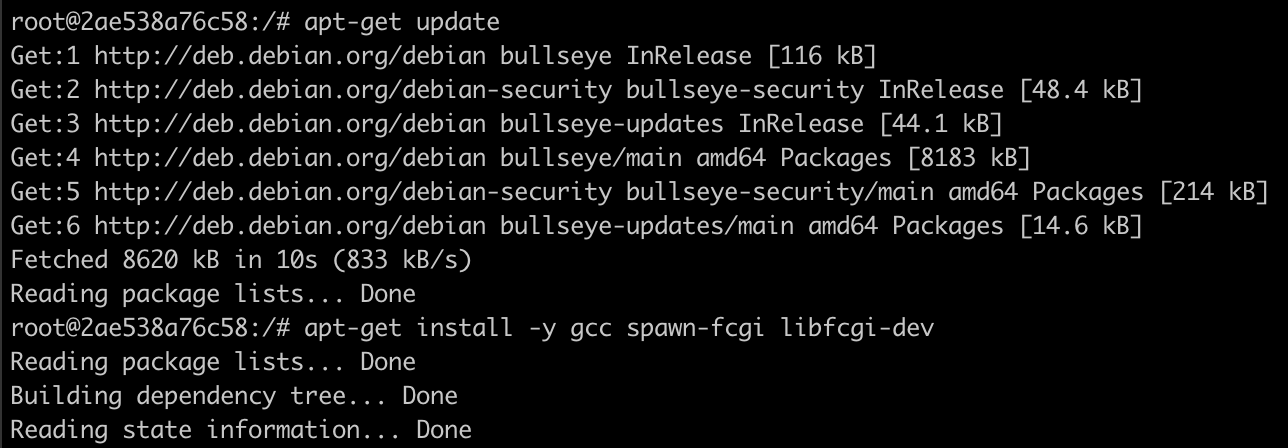 root@2ae538a76c58:/# apt-get update
Get:1 http://deb.debian.org/debian bullseye InRelease [116 kB]
Get:2 http://deb.debian.org/debian-security bullseye-security InRelease [48.4 kB]
Get:3 http://deb.debian.org/debian bullseye-updates InRelease [44.1 kB]
Get:4 http://deb.debian.org/debian bullseye/main amd64 Packages [8183 kB]
Get:5 http://deb.debian.org/debian-security bullseye-security/main amd64 Packages [214 kB]
Get:6 http://deb.debian.org/debian bullseye-updates/main amd64 Packages [14.6 kB]
Fetched 8620 kB in 10s (833 kB/s)
Reading package lists... Done
root@2ae538a76c58:/# apt-get install -y gcc spawn-fcgi libfcgi-dev
Reading package lists... Done
Building dependency tree... Done
Reading state information... Done